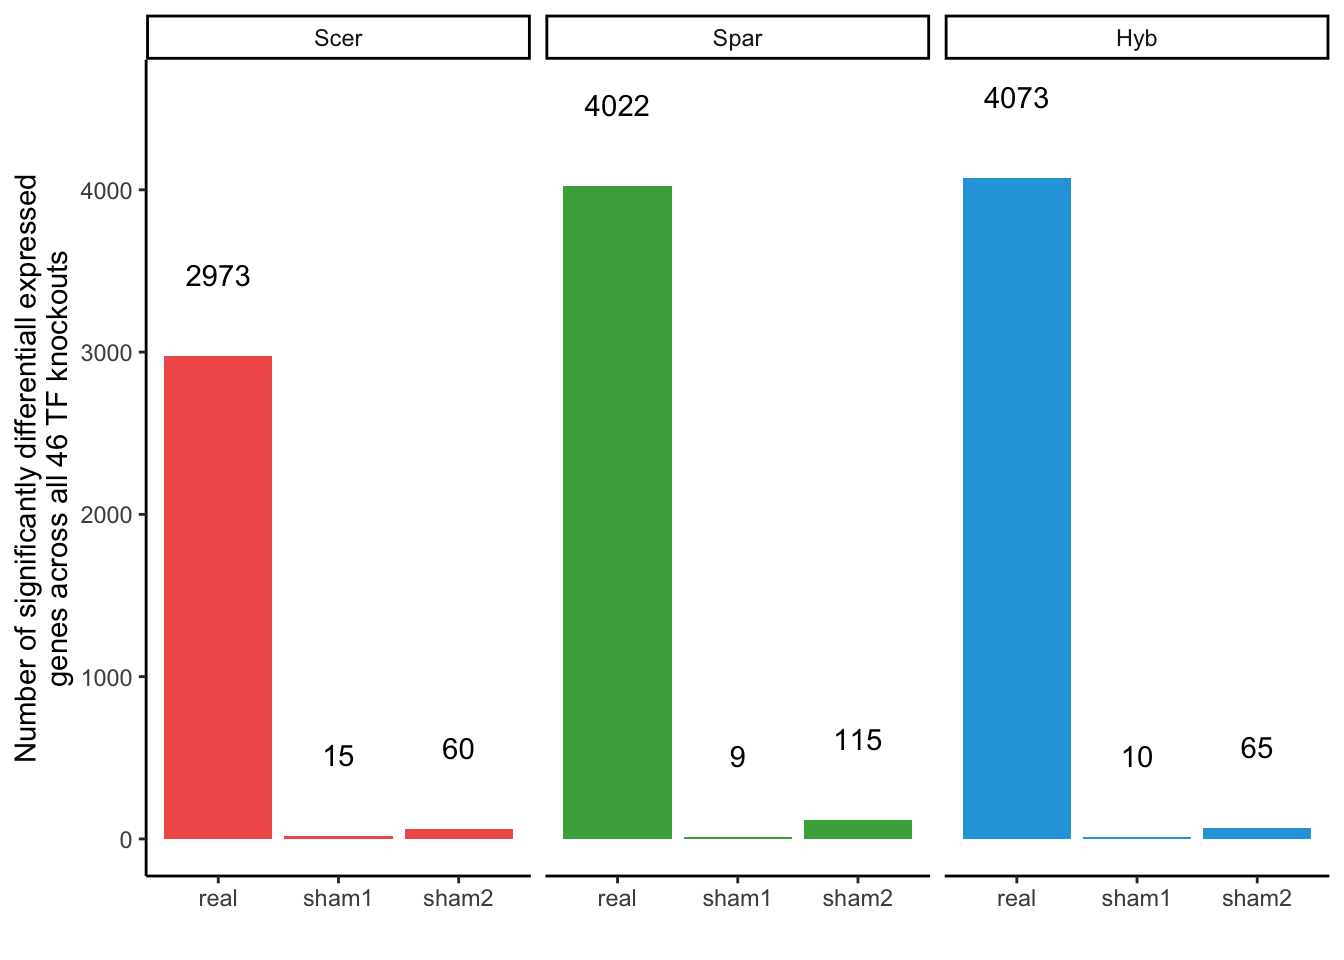 Scer
Spar
Hyb
Number of significantly differentiall expressed
genes across all 46 TF knockouts
4000
3000
2000
1000
0
2973
15
60
4022
9
115
4073
10
65
real
sham1
sham2
real
sham1
sham2
real
sham1
sham2